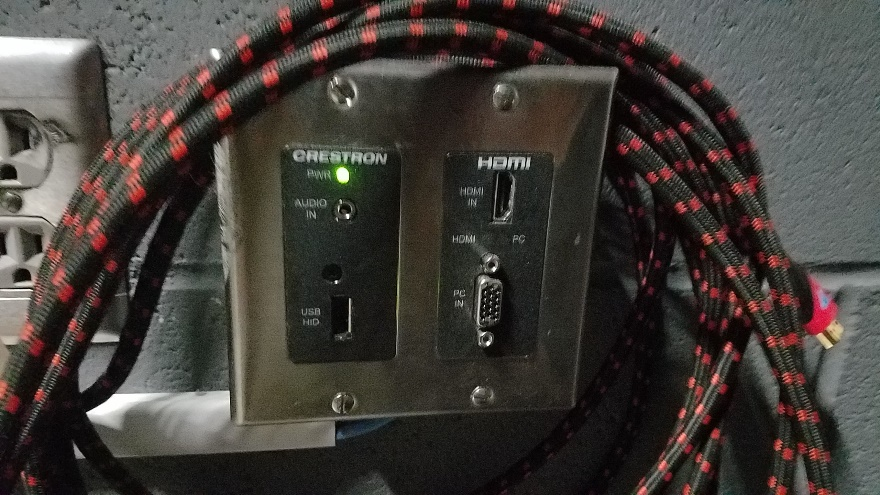 CRESTRON
PWR
AUDIO
IN
USB
HID
HDMI
HDMI
IN
HDMI PC
PC
IN